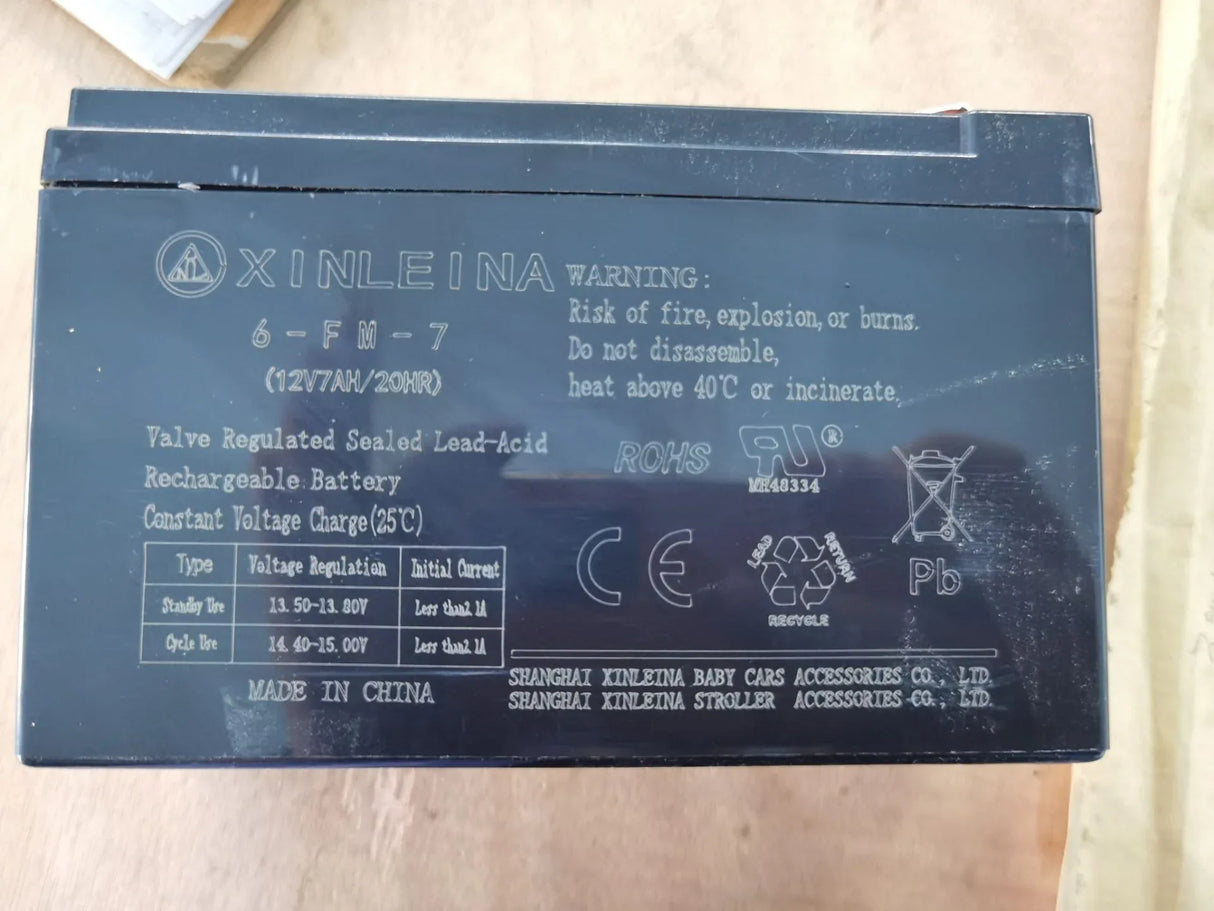 XINLEINA
6-FM-7
(12V7AH/20HR)
Valve Regulated Sealed Lead-Acid
Rechargeable Battery
Constant Voltage Charge(25℃)
Type Voltage Regulation Initial Current
Standby Use 13.50-13.80V Less than2.1A
Cycle Use 14.40-15.00V Less than2.1A
MADE IN CHINA
WARNING:
Risk of fire, explosion, or burns.
Do not disassemble,
heat above 40℃ or incinerate.
ROHS
RU®
MH48334
CE
LEAD RETURN
RECYCLE
Pb
SHANGHAI XINLEINA BABY CARS ACCESSORIES CO., LTD.
SHANGHAI XINLEINA STROLLER ACCESSORIES CO., LTD.